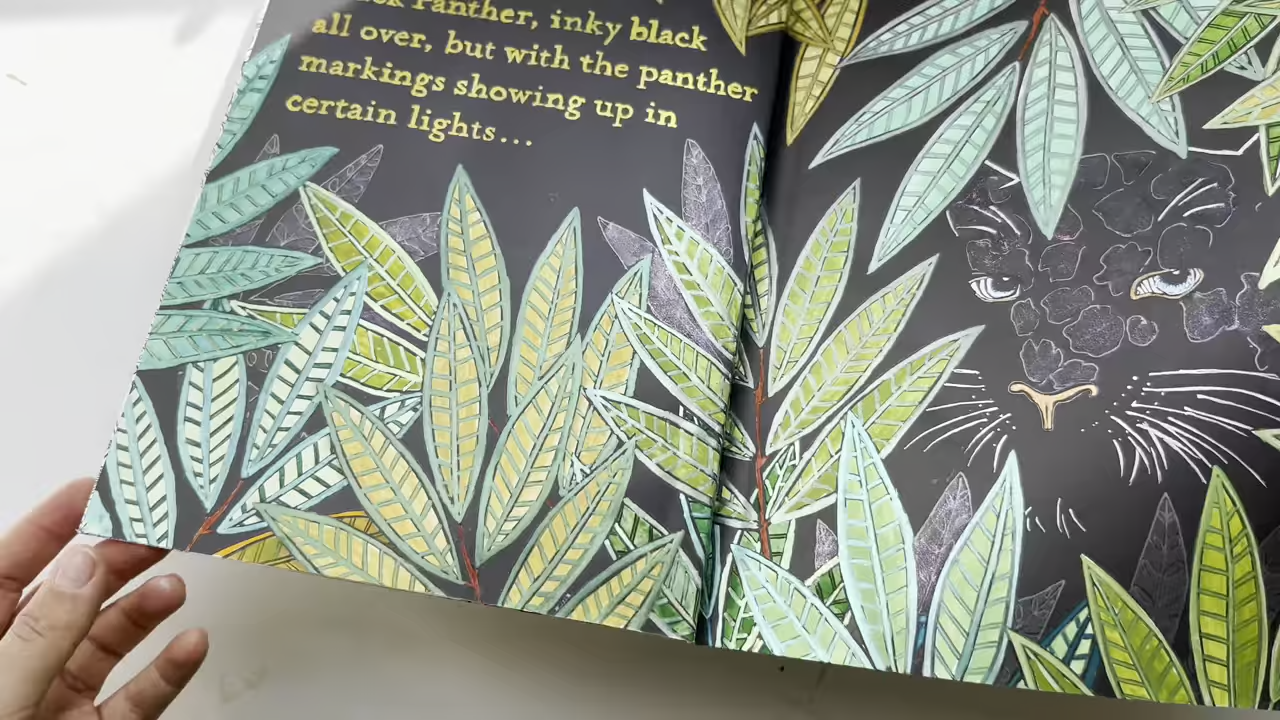 Panther, inky black
all over, but with the panther
markings showing up in
certain lights...